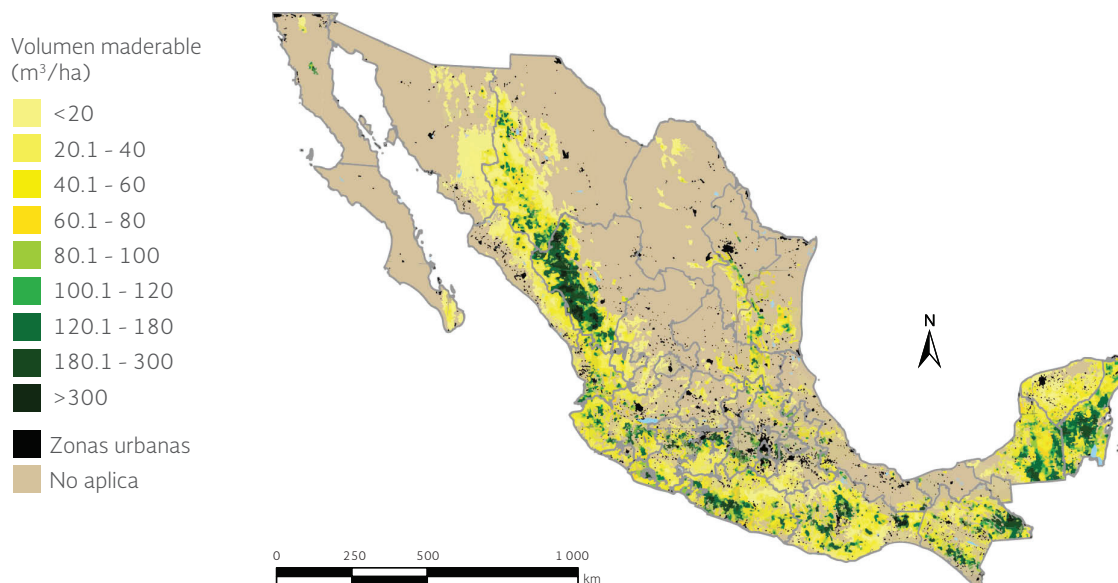 Volumen maderable
(m³/ha)
<20
20.1 - 40
40.1 - 60
60.1 - 80
80.1 - 100
100.1 - 120
120.1 - 180
180.1 - 300
>300
Zonas urbanas
No aplica
N
0 250 500 1 000
km